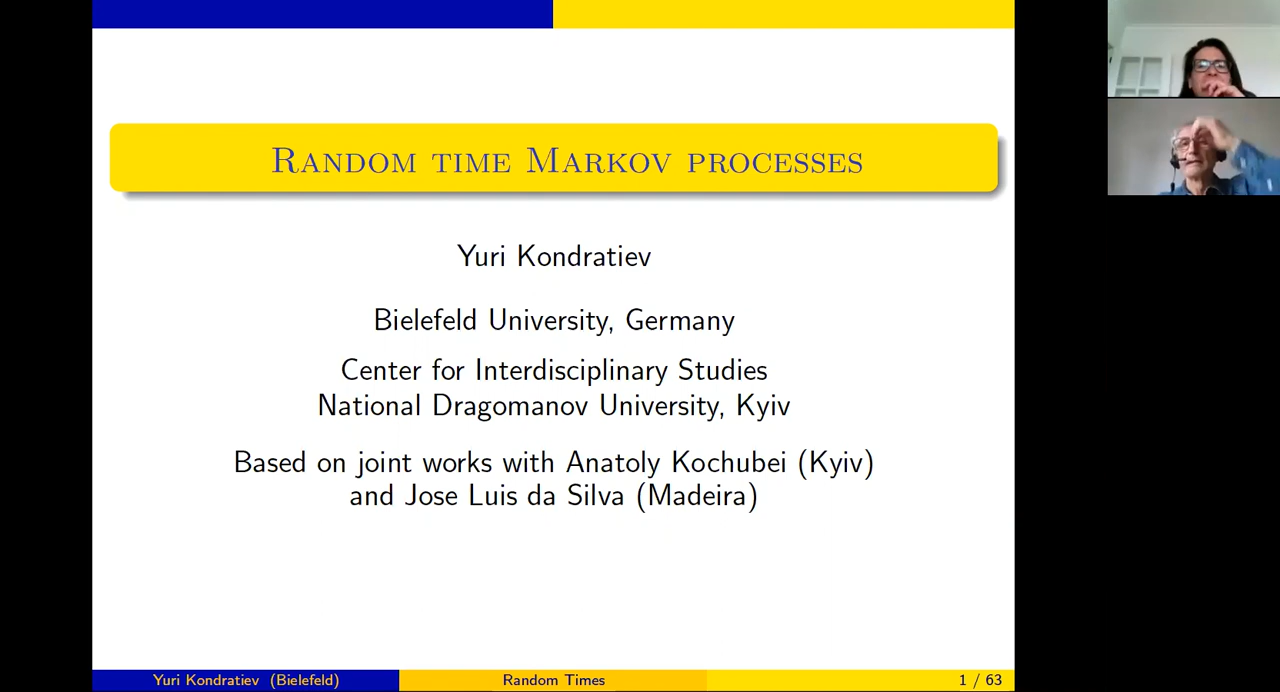 Random time Markov processes
Yuri Kondratiev
Bielefeld University, Germany
Center for Interdisciplinary Studies
National Dragomanov University, Kyiv
Based on joint works with Anatoly Kochubei (Kyiv)
and Jose Luis da Silva (Madeira)
Yuri Kondratiev (Bielefeld)
Random Times
1 / 63